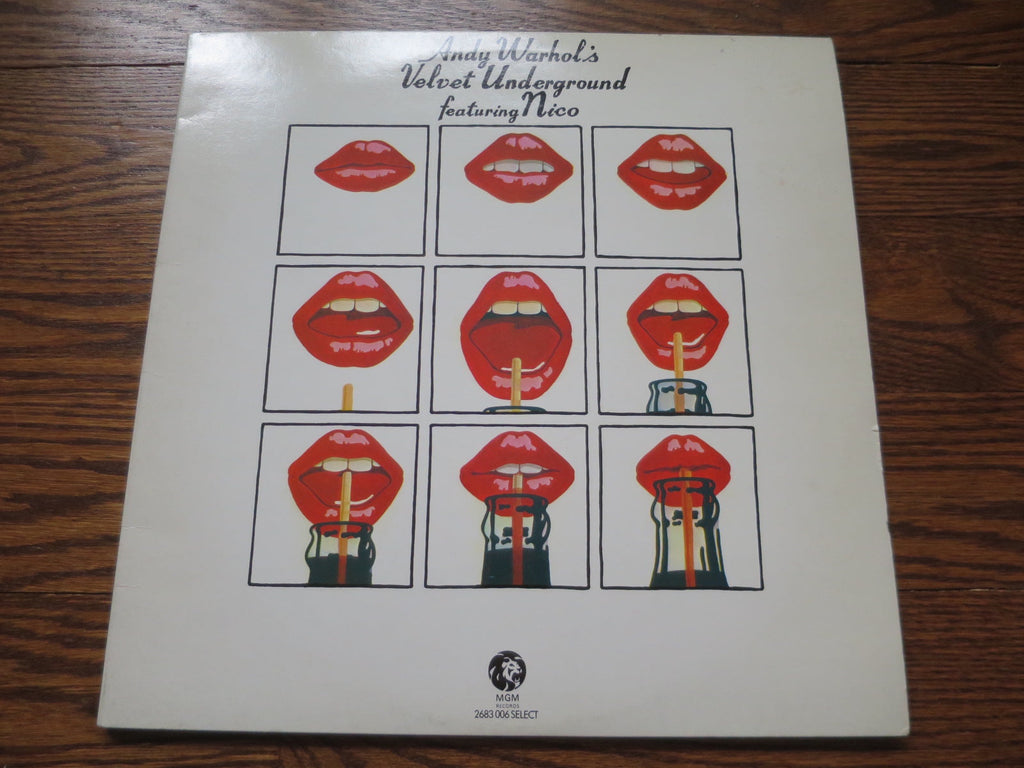 Andy Warhol's
Velvet Underground
featuring Nico
MGM
RECORDS
2683 006 SELECT